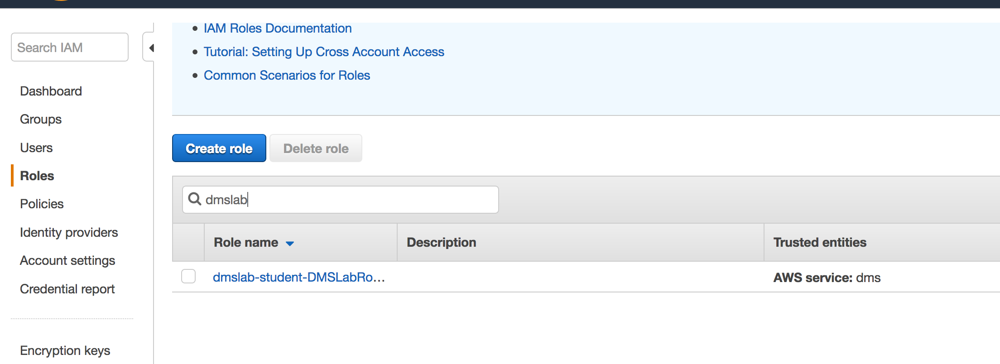 Search IAM
Dashboard
Groups
Users
Roles
Policies
Identity providers
Account settings
Credential report
Encryption keys
IAM Roles Documentation
Tutorial: Setting Up Cross Account Access
Common Scenarios for Roles
Create role
Delete role
dmslab
Role name
Description
Trusted entities
dmslab-student-DMSLabRo...
AWS service: dms